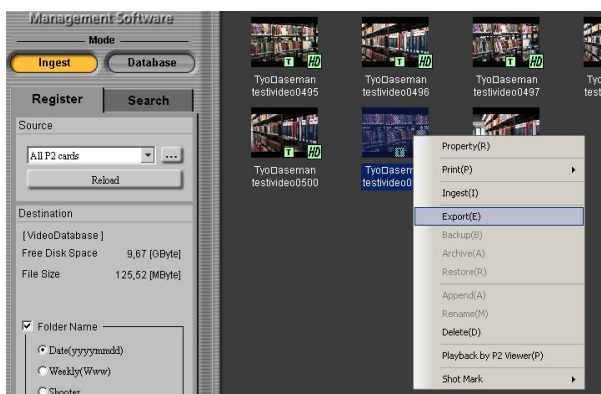 Management Software
Mode
Ingest
Database
Register
Search
Source
All P2 cards
...
Reload
Destination
[VideoDatabase]
Free Disk Space 9,67 [GByte]
File Size 125,52 [MByte]
Folder Name
Date(yyyymmdd)
Weekly(Www)
Shooter
T HD
T HD
T HD
Tyo□aseman
testivideo0495
Tyo□aseman
testivideo0496
Tyo□aseman
testivideo0497
T HD
Tyo□aseman
testivideo0500
Property(R)
Print(P)
Ingest(I)
Export(E)
Backup(B)
Archive(A)
Restore(R)
Append(A)
Rename(M)
Delete(D)
Playback by P2 Viewer(P)
Shot Mark